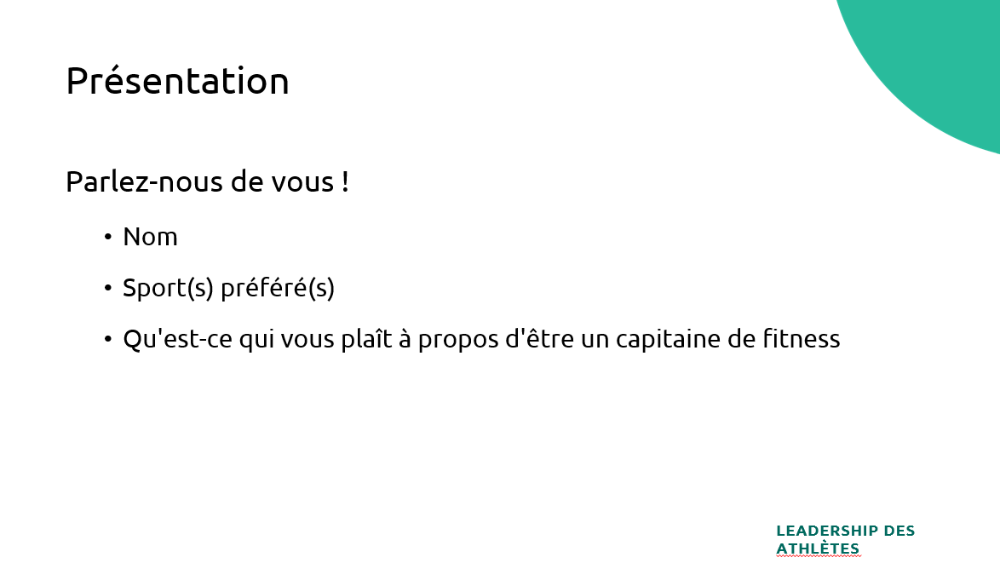 Présentation
Parlez-nous de vous !
• Nom
• Sport(s) préféré(s)
• Qu'est-ce qui vous plaît à propos d'être un capitaine de fitness
LEADERSHIP DES
ATHLÈTES